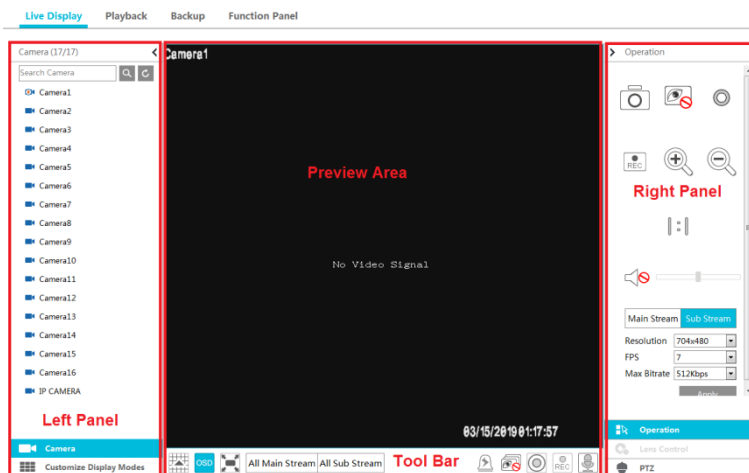 Live Display Playback Backup Function Panel
Camera (17/17)
Search Camera
Camera1
Camera2
Camera3
Camera4
Camera5
Camera6
Camera7
Camera8
Camera9
Camera10
Camera11
Camera12
Camera13
Camera14
Camera15
Camera16
IP CAMERA
Left Panel
Camera
Customize Display Modes
Camera1
Preview Area
No Video Signal
03/15/2019 01:17:57
OSD All Main Stream All Sub Stream Tool Bar REC
Operation
REC
Right Panel
1:1
Main Stream Sub Stream
Resolution 704x480
FPS 7
Max Bitrate 512Kbps
Apply
Operation
Lens Control
PTZ